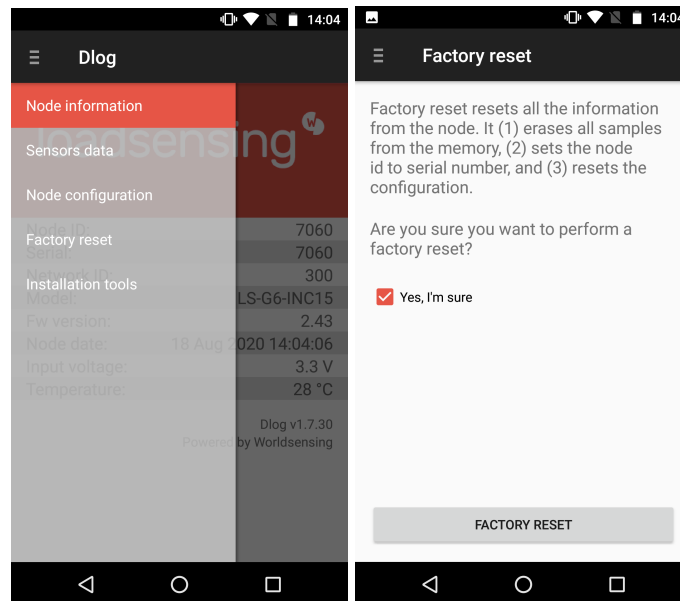 14:04
Dlog
Node information
loadsensing
Sensors data
Node configuration
Node ID: 7060
Factory reset
Serial: 7060
Network ID: 300
Installation tools
Model: LS-G6-INC15
Fw version: 2.43
Node date: 18 Aug 2020 14:04:06
Input voltage: 3.3 V
Temperature: 28 °C
Dlog v1.7.30
Powered by Worldsensing
14:04
Factory reset
Factory reset resets all the information
from the node. It (1) erases all samples
from the memory, (2) sets the node
id to serial number, and (3) resets the
configuration.
Are you sure you want to perform a
factory reset?
Yes, I'm sure
FACTORY RESET